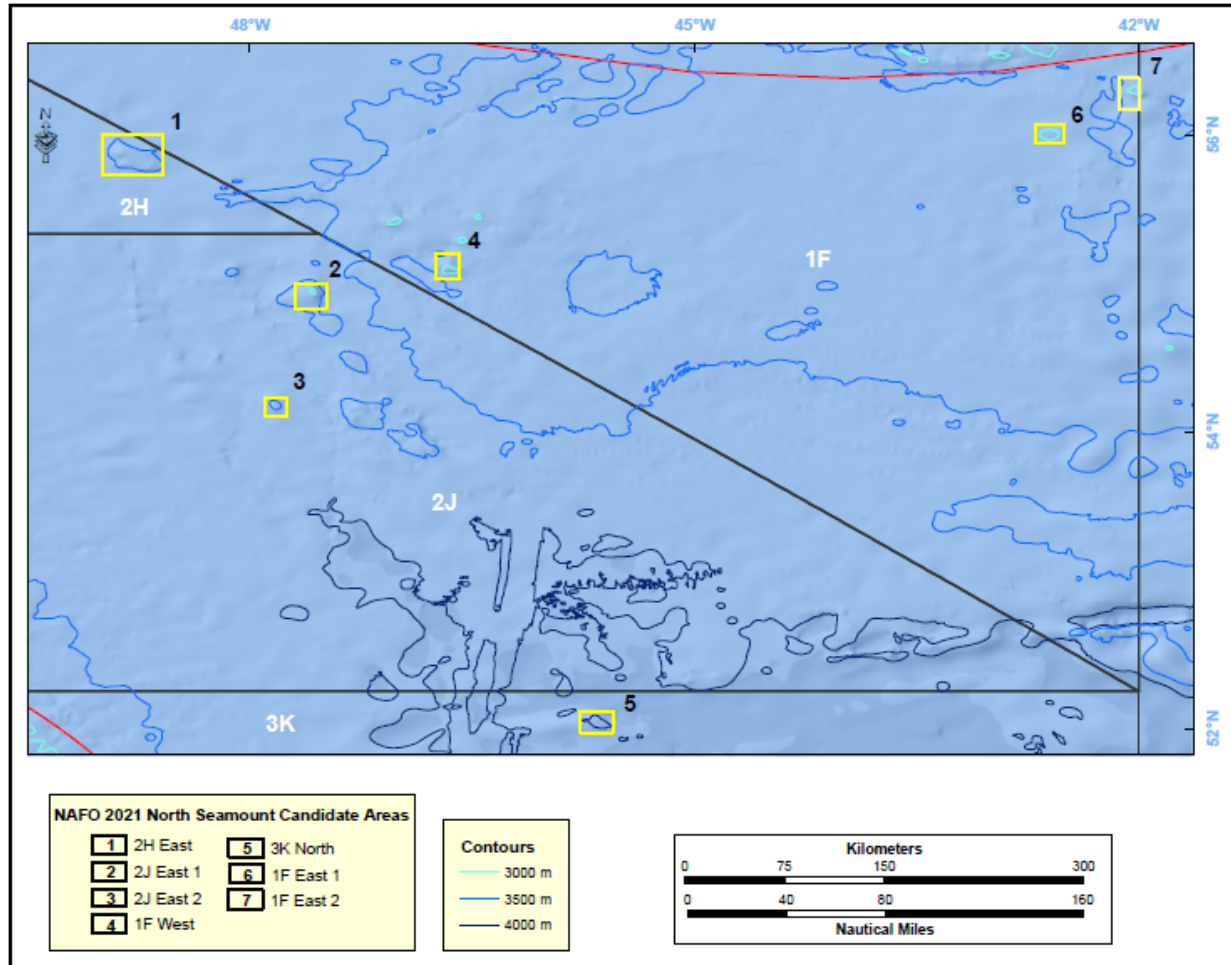 48°W 45°W 42°W
7
6
1
N
56°N
2H
4
1F
2
3
54°N
2J
5
3K
52°N
NAFO 2021 North Seamount Candidate Areas
1 2H East
2 2J East 1
3 2J East 2
4 1F West
5 3K North
6 1F East 1
7 1F East 2
Contours
3000 m
3500 m
4000 m
Kilometers
0 75 150 300
0 40 80 160
Nautical Miles